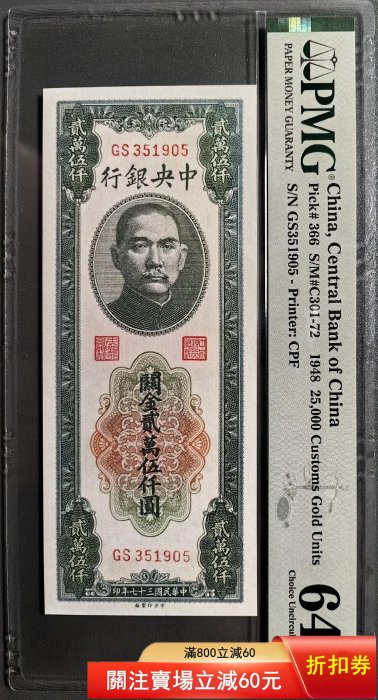 貳萬伍仟
貳萬伍仟
GS 351905
中央銀行
關金貳萬伍仟圓
GS 351905
貳萬伍仟
貳萬伍仟
中華民國三十七年印
PMG
PAPER MONEY GUARANTY
China, Central Bank of China
Pick# 366 S/M#C301-72 1948 25,000 Customs Gold Units
S/N GS351905 - Printer: CPF
64
Choice Uncircu
滿800立減60
關注賣場立減60元
折扣券